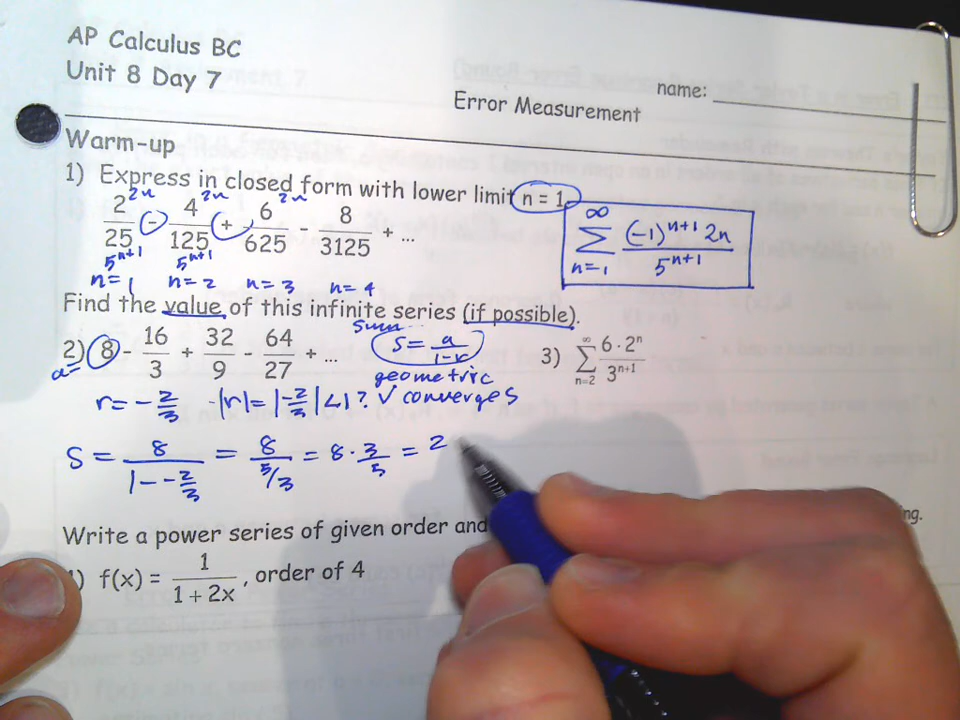 AP Calculus BC
Unit 8 Day 7
name:
Error Measurement
Warm-up
1) Express in closed form with lower limit n = 1.
2n 2n 2n
2/25 - 4/125 + 6/625 - 8/3125 + ...
5^(n+1) 5^(n+1)
n=1 n=2 n=3 n=4
∞ ∑ n=1 (-1)^(n+1) 2n / 5^(n+1)
Find the value of this infinite series (if possible).
sum
2) 8 - 16/3 + 32/9 - 64/27 + ...
a=
S = a/(1-r)
geometric
3) ∞ ∑ n=2 6·2^n / 3^(n+1)
r = -2/3 |r| = |-2/3| < 1? ✓ converges
S = 8/(1--2/3) = 8/(5/3) = 8 · 3/5 = 2
Write a power series of given order and
ng.
) f(x) = 1/(1 + 2x), order of 4